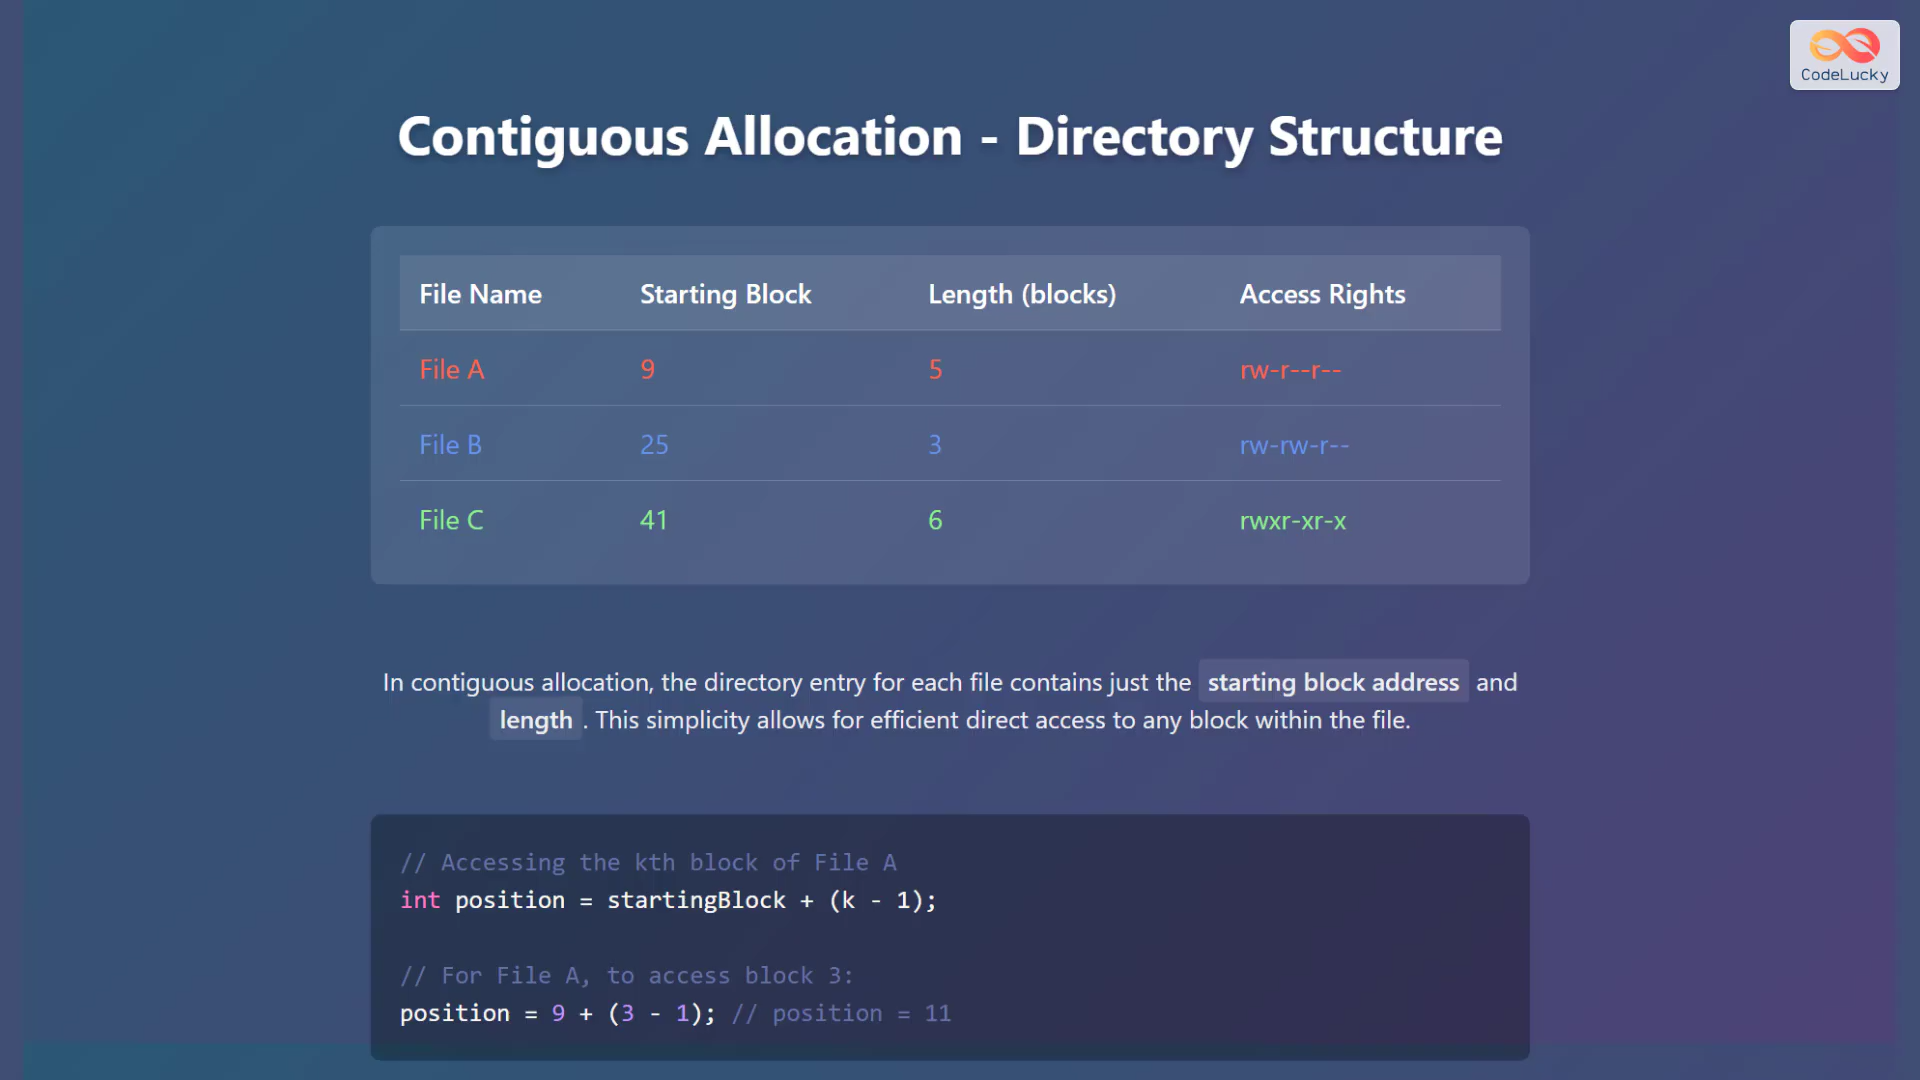 CodeLucky
Contiguous Allocation - Directory Structure
File Name Starting Block Length (blocks) Access Rights
File A 9 5 rw-r--r--
File B 25 3 rw-rw-r--
File C 41 6 rwxr-xr-x
In contiguous allocation, the directory entry for each file contains just the starting block address and
length . This simplicity allows for efficient direct access to any block within the file.
// Accessing the kth block of File A
int position = startingBlock + (k - 1);
// For File A, to access block 3:
position = 9 + (3 - 1); // position = 11